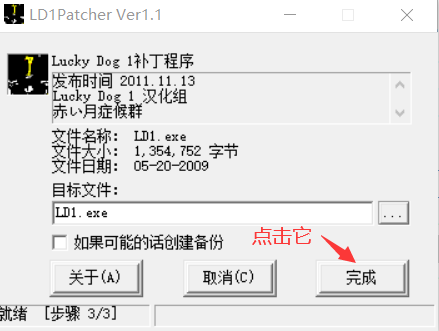 LD1Patcher Ver1.1
Lucky Dog 1补丁程序
发布时间 2011.11.13
Lucky Dog 1 汉化组
赤い月症候群
文件名称: LD1.exe
文件大小: 1,354,752 字节
文件日期: 05-20-2009
目标文件:
LD1.exe
...
如果可能的话创建备份
点击它
关于(A)
取消(C)
完成
就绪 [步骤 3/3]